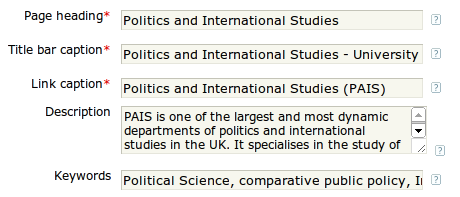 Page heading* Politics and International Studies ?
Title bar caption* Politics and International Studies - University ?
Link caption* Politics and International Studies (PAIS) ?
Description PAIS is one of the largest and most dynamic
departments of politics and international
studies in the UK. It specialises in the study of ?
Keywords Political Science, comparative public policy, ?